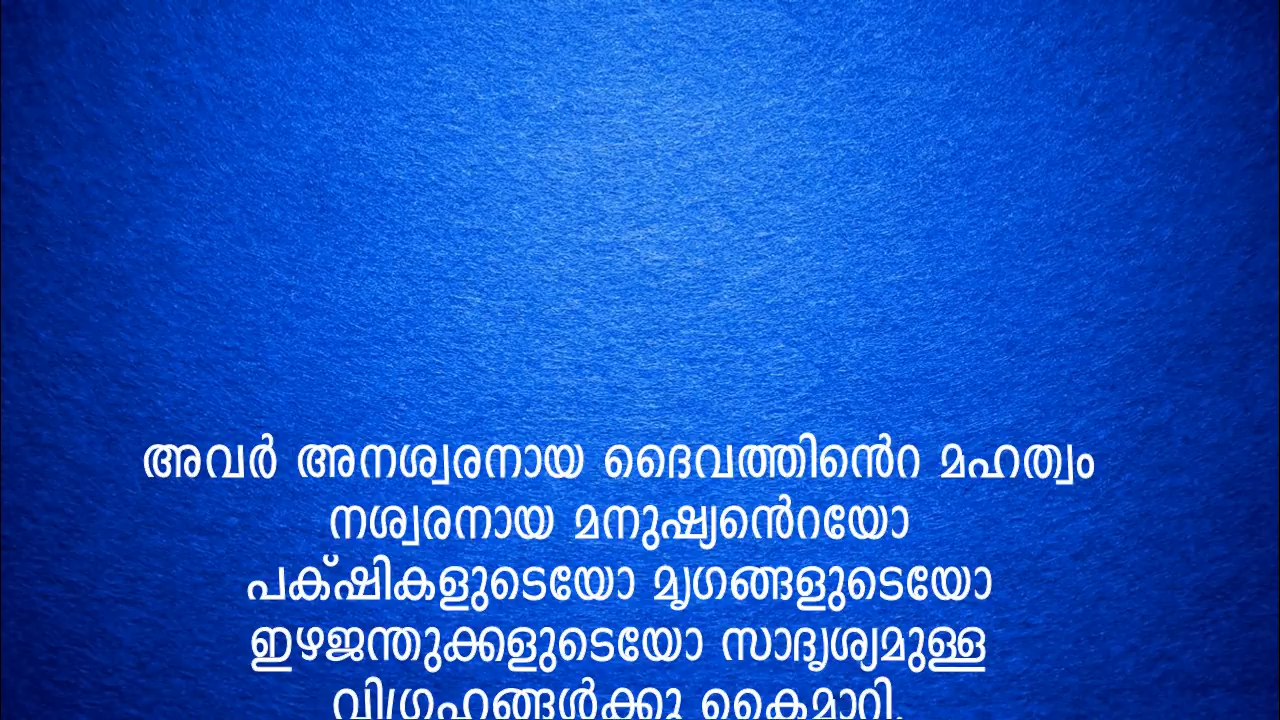 അവർ അനശ്വരനായ ദൈവത്തിൻെറ മഹത്വം
നശ്വരനായ മനുഷ്യൻെറയോ
പക്ഷികളുടെയോ മൃഗങ്ങളുടെയോ
ഇഴജന്തുക്കളുടെയോ സാദൃശ്യമുള്ള
വിഗ്രഹങ്ങൾക്കു കൈമാറി.